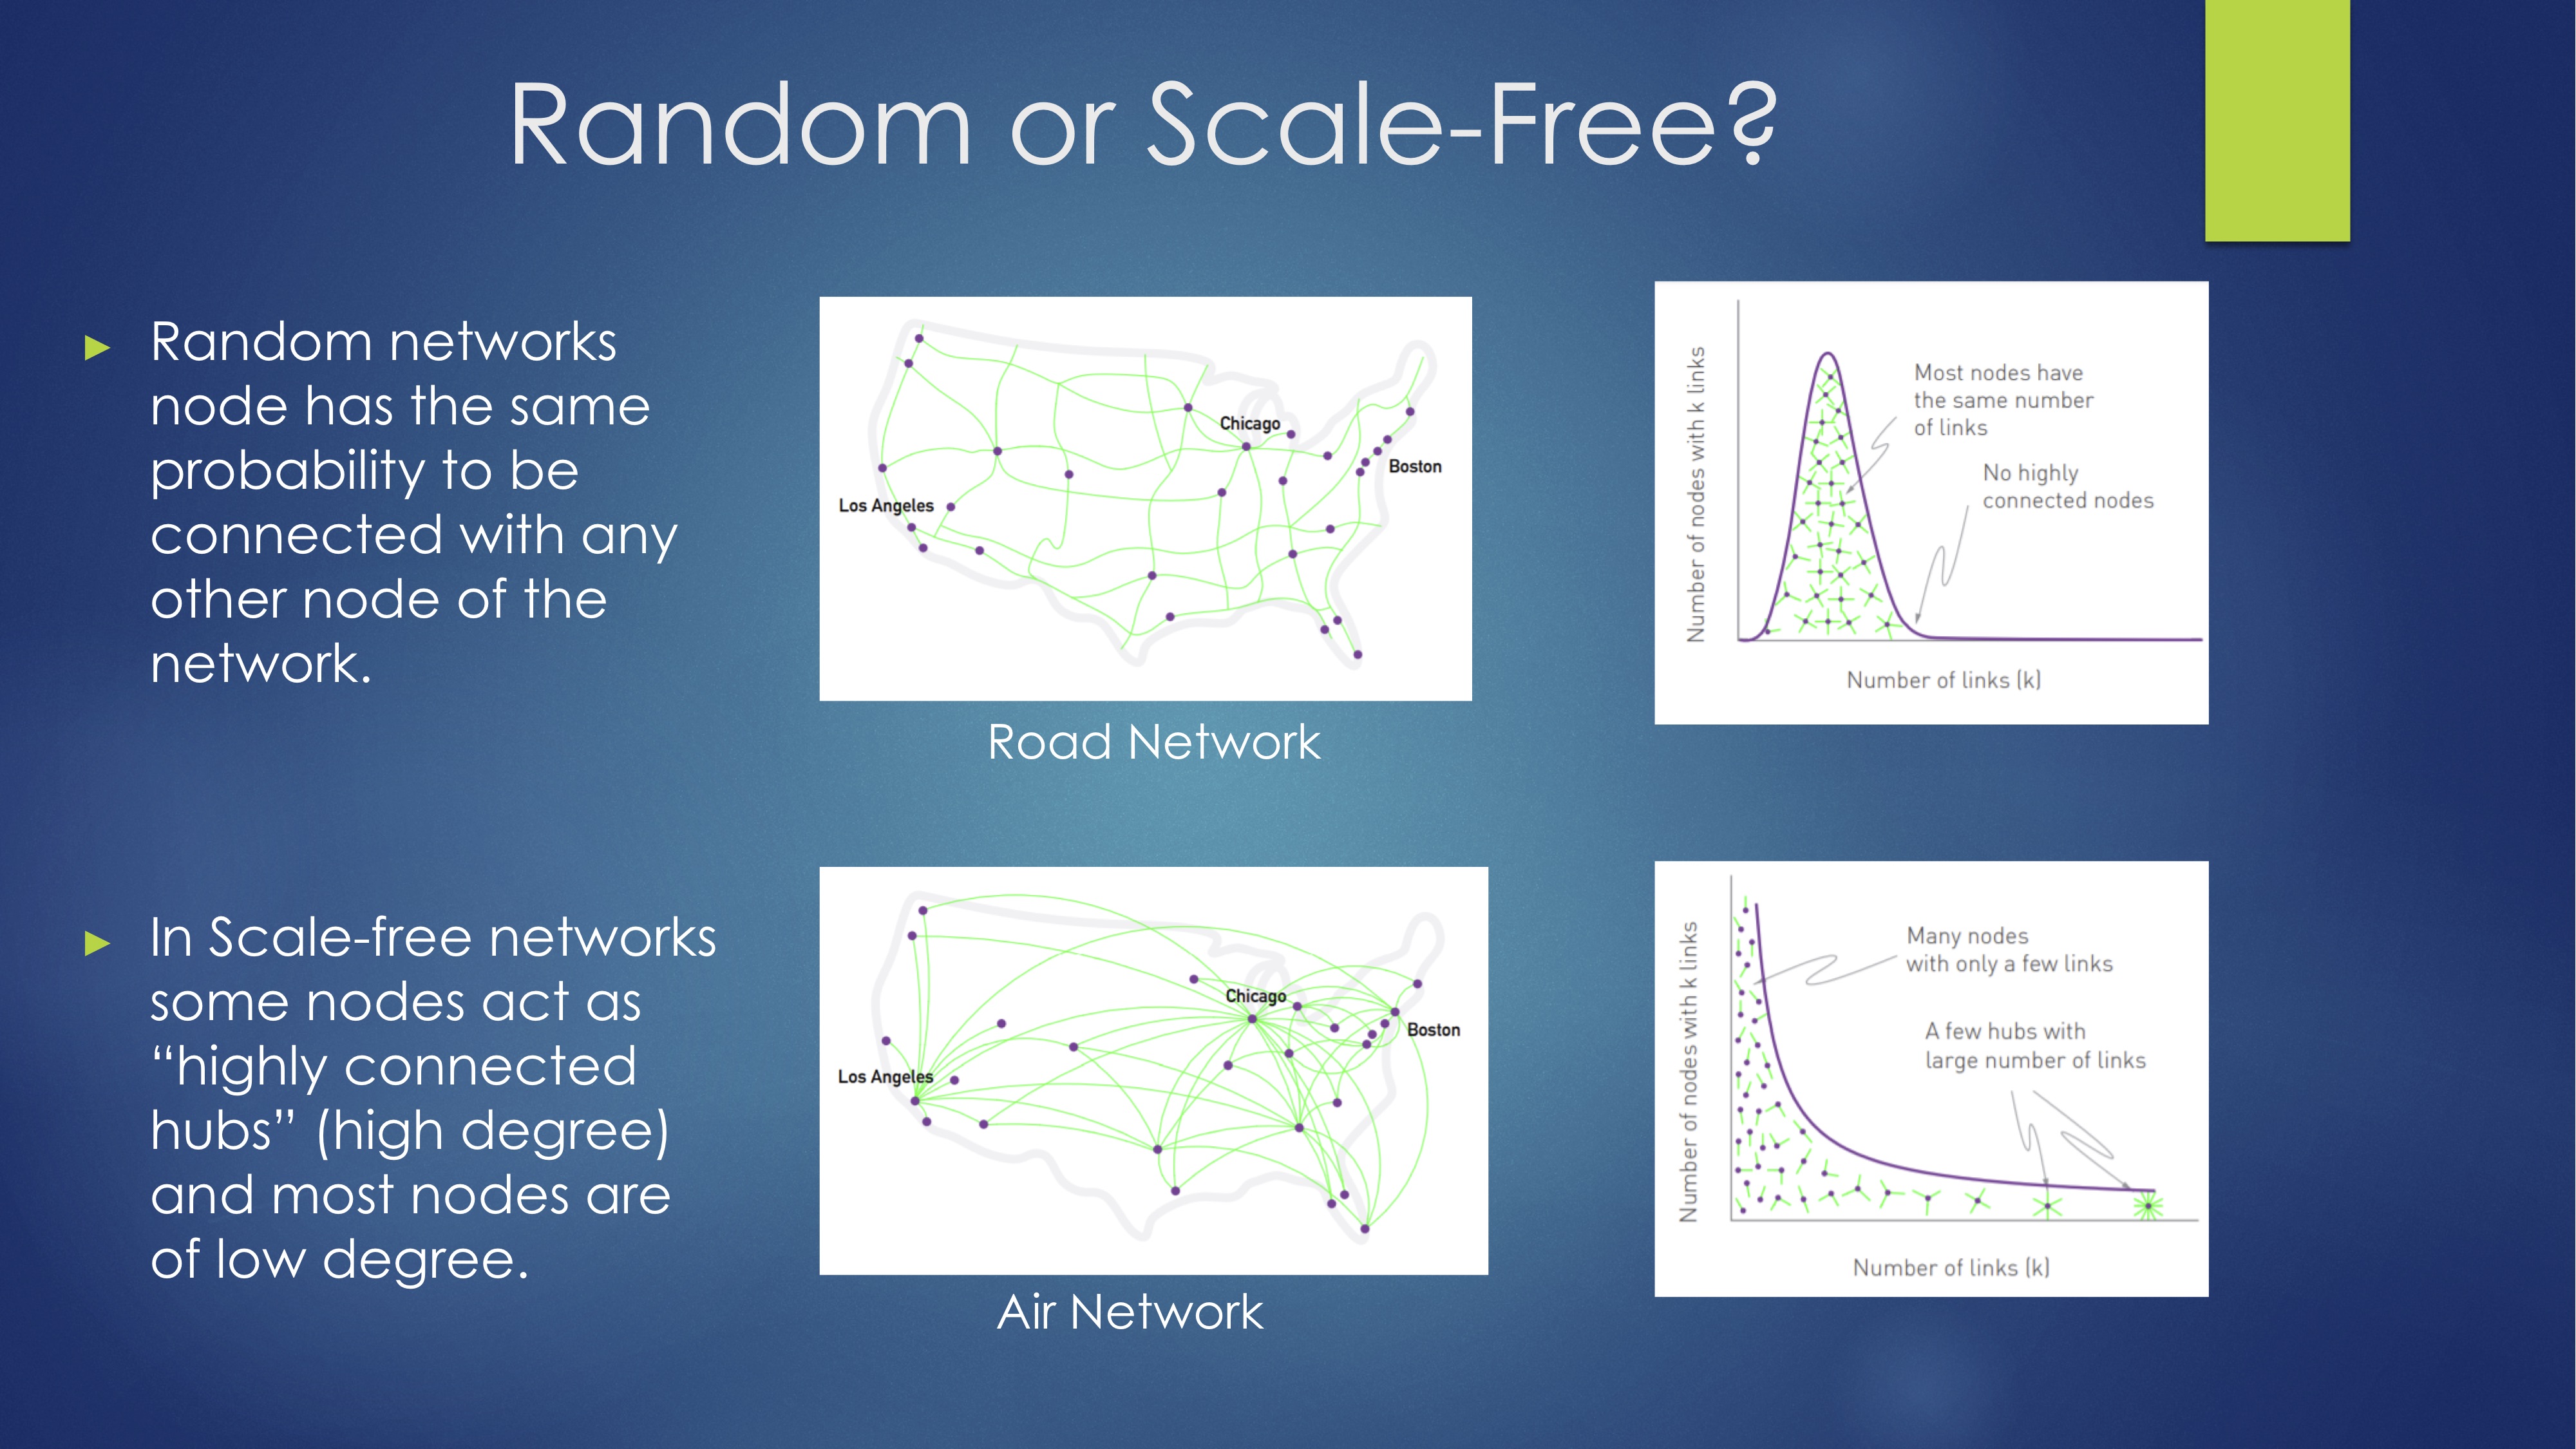 Random or Scale-Free?
Random networks
node has the same
probability to be
connected with any
other node of the
network.
Chicago
Boston
Los Angeles
Road Network
Number of nodes with k links
Most nodes have
the same number
of links
No highly
connected nodes
Number of links (k)
In Scale-free networks
some nodes act as
“highly connected
hubs” (high degree)
and most nodes are
of low degree.
Chicago
Boston
Los Angeles
Air Network
Number of nodes with k links
Many nodes
with only a few links
A few hubs with
large number of links
Number of links (k)